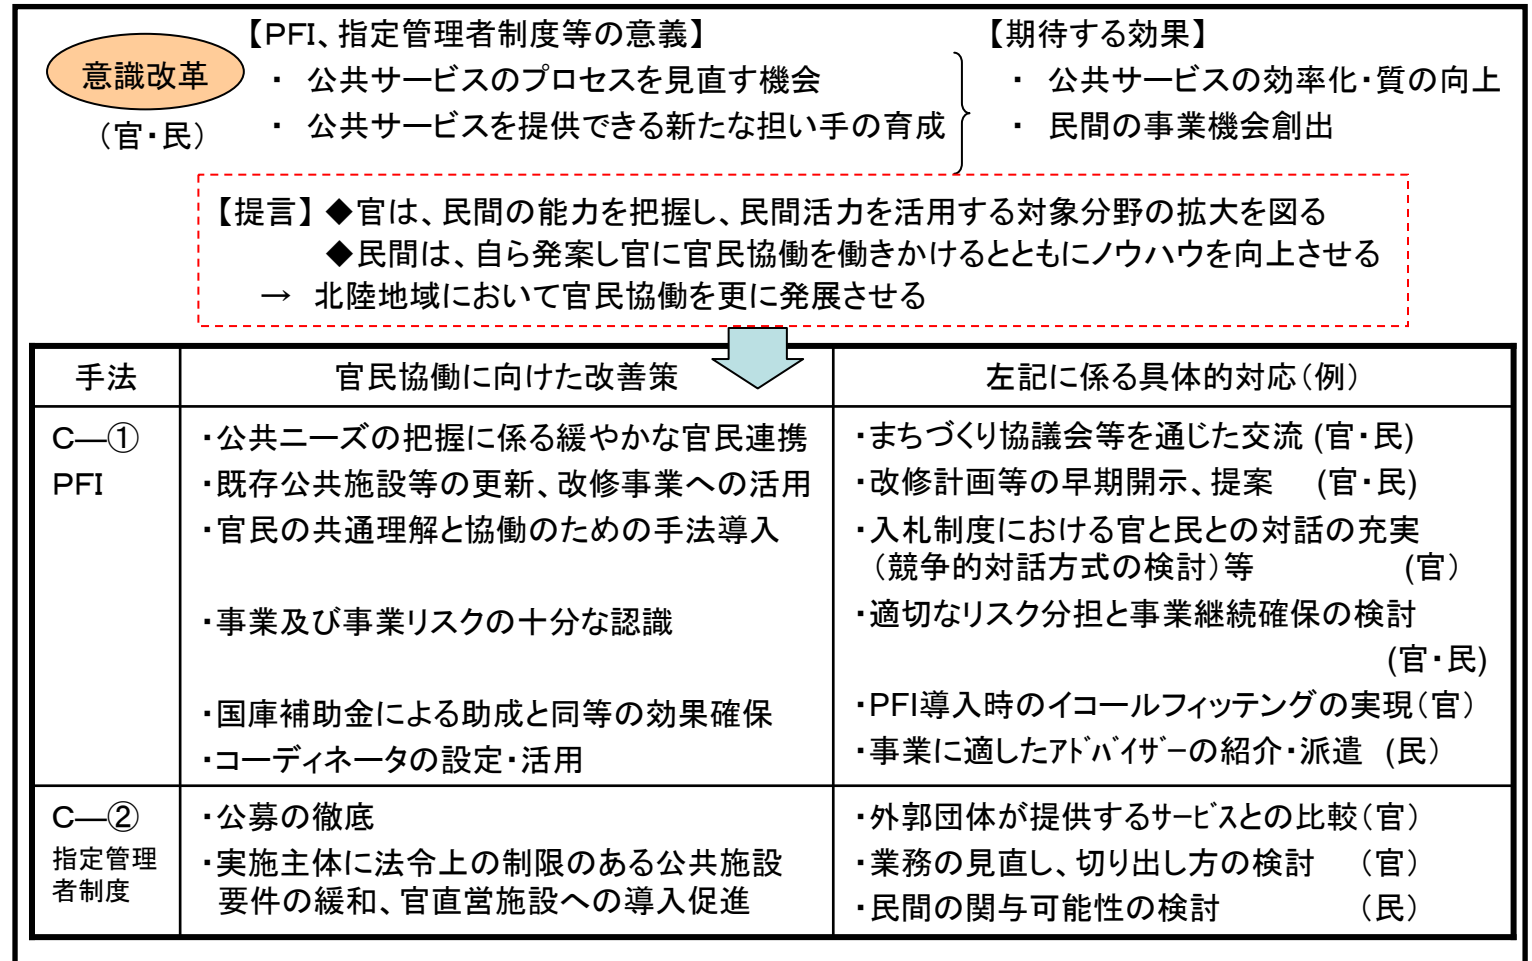 【PFI、指定管理者制度等の意義】
【期待する効果】
意識改革
（官・民）
・ 公共サービスのプロセスを見直す機会
・ 公共サービスを提供できる新たな担い手の育成
・ 公共サービスの効率化・質の向上
・ 民間の事業機会創出
【提言】◆官は、民間の能力を把握し、民間活力を活用する対象分野の拡大を図る
◆民間は、自ら発案し官に官民協働を働きかけるとともにノウハウを向上させる
→ 北陸地域において官民協働を更に発展させる
手法
官民協働に向けた改善策
左記に係る具体的対応（例）
C―①
PFI
・公共ニーズの把握に係る緩やかな官民連携
・既存公共施設等の更新、改修事業への活用
・官民の共通理解と協働のための手法導入
・事業及び事業リスクの十分な認識
・国庫補助金による助成と同等の効果確保
・コーディネータの設定・活用
・まちづくり協議会等を通じた交流 (官・民)
・改修計画等の早期開示、提案 (官・民)
・入札制度における官と民との対話の充実
（競争的対話方式の検討）等 (官）
・適切なリスク分担と事業継続確保の検討
(官・民)
・PFI導入時のイコールフィッテングの実現（官）
・事業に適したｱﾄﾞﾊﾞｲｻﾞｰの紹介・派遣 (民）
C―②
指定管理
者制度
・公募の徹底
・実施主体に法令上の制限のある公共施設
要件の緩和、官直営施設への導入促進
・外郭団体が提供するｻｰﾋﾞｽとの比較（官）
・業務の見直し、切り出し方の検討 （官）
・民間の関与可能性の検討 （民）